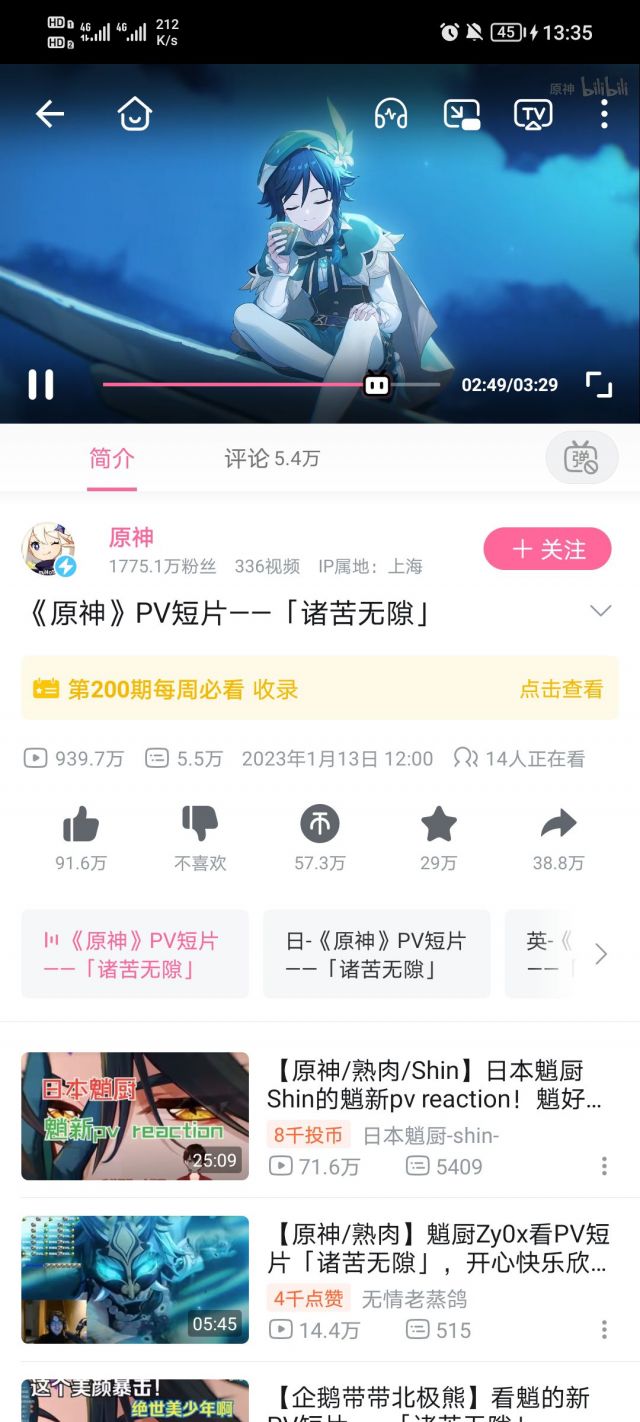 HD 1 4G 4G 212
HD 2 K/s
45 13:35
原神 bilibili
TV
02:49/03:29
简介 评论 5.4万 弹
原神
1775.1万粉丝 336视频 IP属地：上海
＋ 关注
《原神》PV短片——「诸苦无隙」
第200期每周必看 收录 点击查看
939.7万 5.5万 2023年1月13日 12:00 14人正在看
91.6万 不喜欢 57.3万 29万 38.8万
《原神》PV短片
——「诸苦无隙」
日-《原神》PV短片
——「诸苦无隙」
英-《
——「
日本魈厨
魈新pv reaction
25:09
【原神/熟肉/Shin】日本魈厨
Shin的魈新pv reaction！魈好...
8千投币 日本魈厨-shin-
71.6万 5409
05:45
【原神/熟肉】魈厨Zy0x看PV短
片「诸苦无隙」，开心快乐欣...
4千点赞 无情老蒸鸽
14.4万 515
这个美颜暴击！
绝世美少年啊
【企鹅带带北极熊】看魈的新
PV短片——「诸苦无隙」